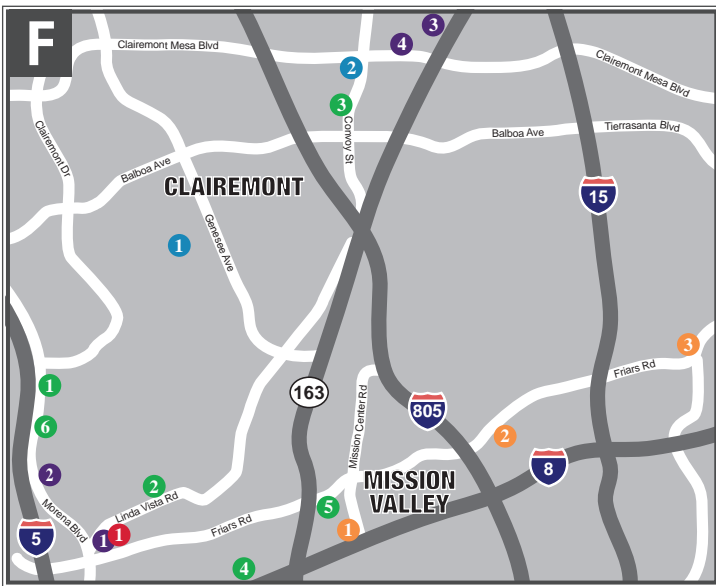 F
3
4
Clairemont Mesa Blvd
2
Clairemont Mesa Blvd
3
Convoy St
Balboa Ave
Tierrasanta Blvd
Clairemont Dr
Balboa Ave
CLAIREMONT
15
Genesee Ave
1
3
Friars Rd
1
163
Mission Center Rd
805
6
2
8
2
MISSION
VALLEY
2
Linda Vista Rd
5
Morena Blvd
Friars Rd
1
5
1
1
4